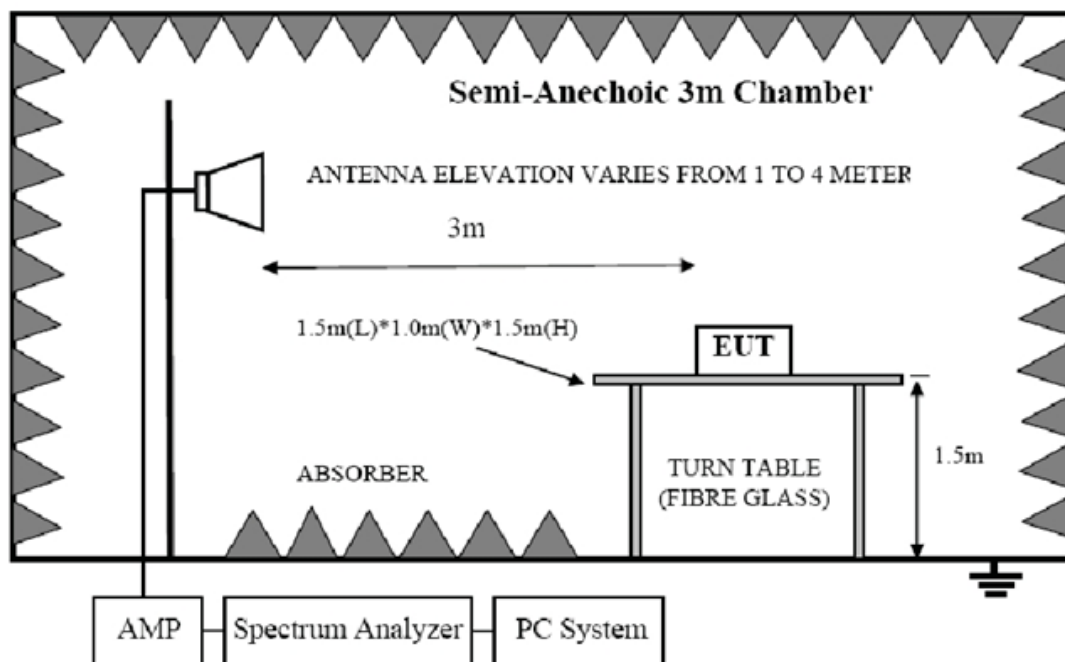 Semi-Anechoic 3m Chamber
ANTENNA ELEVATION VARIES FROM 1 TO 4 METER
3m
1.5m(L)*1.0m(W)*1.5m(H)
EUT
1.5m
ABSORBER
TURN TABLE
(FIBRE GLASS)
AMP
Spectrum Analyzer
PC System